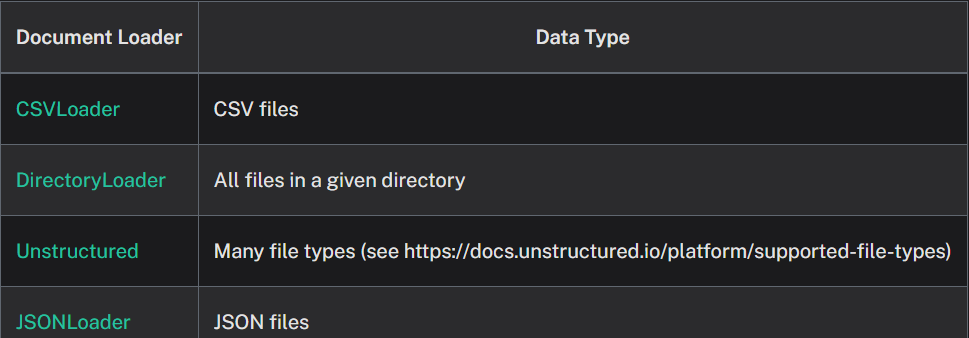 Document Loader Data Type
CSVLoader CSV files
DirectoryLoader All files in a given directory
Unstructured Many file types (see https://docs.unstructured.io/platform/supported-file-types)
JSONLoader JSON files